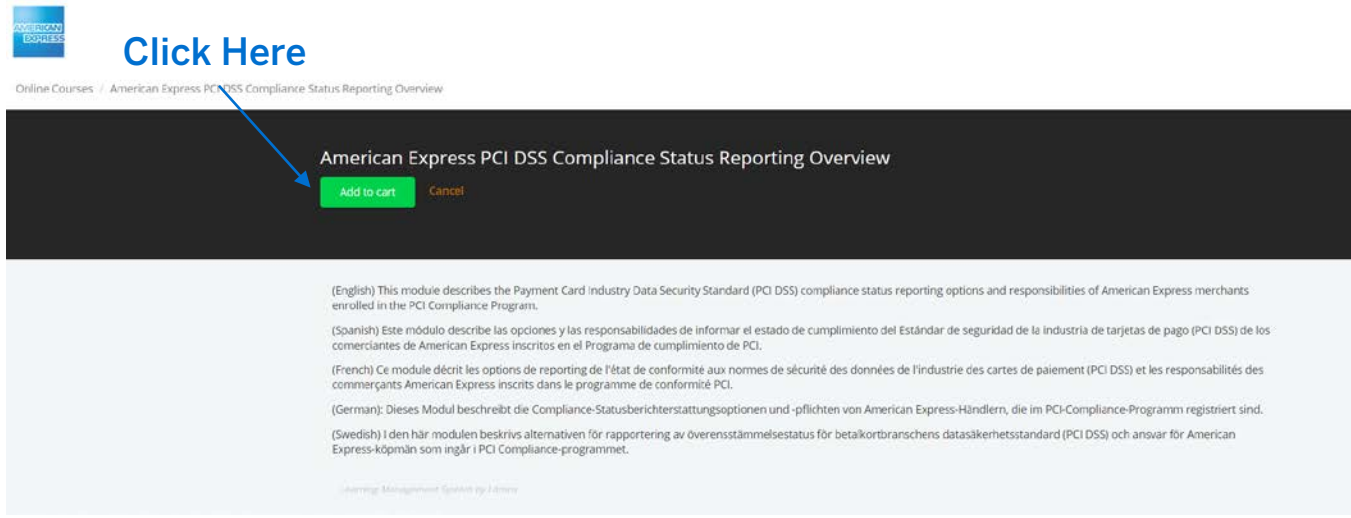 AMERICAN
EXPRESS
Click Here
Online Courses / American Express PCI DSS Compliance Status Reporting Overview
American Express PCI DSS Compliance Status Reporting Overview
Add to cart Cancel
(English) This module describes the Payment Card Industry Data Security Standard (PCI DSS) compliance status reporting options and responsibilities of American Express merchants
enrolled in the PCI Compliance Program.
(Spanish) Este módulo describe las opciones y las responsabilidades de informar el estado de cumplimiento del Estándar de seguridad de la industria de tarjetas de pago (PCI DSS) de los
comerciantes de American Express inscritos en el Programa de cumplimiento de PCI.
(French) Ce module décrit les options de reporting de l'état de conformité aux normes de sécurité des données de l'industrie des cartes de paiement (PCI DSS) et les responsabilités des
commerçants American Express inscrits dans le programme de conformité PCI.
(German): Dieses Modul beschreibt die Compliance-Statusberichterstattungsoptionen und -pflichten von American Express-Händlern, die im PCI-Compliance-Programm registriert sind.
(Swedish) I den här modulen beskrivs alternativen för rapportering av överensstämmelsestatus för betalkortbranschens datasäkerhetsstandard (PCI DSS) och ansvar för American
Express-köpmän som ingår i PCI Compliance-programmet.
Learning Management System by